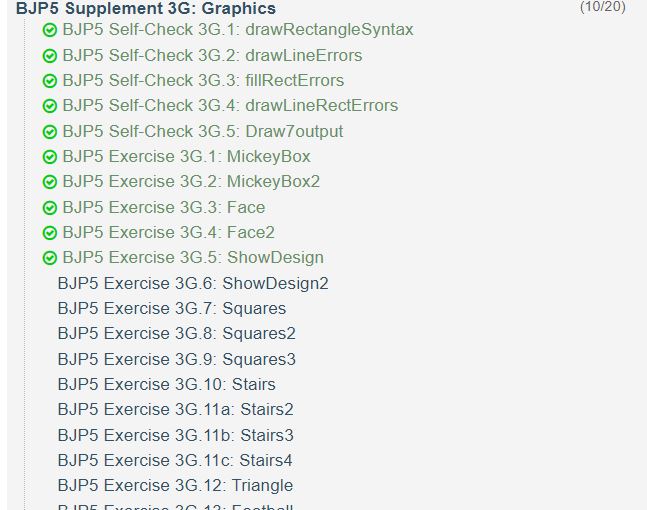 BJP5 Supplement 3G: Graphics (10/20)
BJP5 Self-Check 3G.1: drawRectangleSyntax
BJP5 Self-Check 3G.2: drawLineErrors
BJP5 Self-Check 3G.3: fillRectErrors
BJP5 Self-Check 3G.4: drawLineRectErrors
BJP5 Self-Check 3G.5: Draw7output
BJP5 Exercise 3G.1: MickeyBox
BJP5 Exercise 3G.2: MickeyBox2
BJP5 Exercise 3G.3: Face
BJP5 Exercise 3G.4: Face2
BJP5 Exercise 3G.5: ShowDesign
BJP5 Exercise 3G.6: ShowDesign2
BJP5 Exercise 3G.7: Squares
BJP5 Exercise 3G.8: Squares2
BJP5 Exercise 3G.9: Squares3
BJP5 Exercise 3G.10: Stairs
BJP5 Exercise 3G.11a: Stairs2
BJP5 Exercise 3G.11b: Stairs3
BJP5 Exercise 3G.11c: Stairs4
BJP5 Exercise 3G.12: Triangle
BJP5 Exercise 3G.13: Football